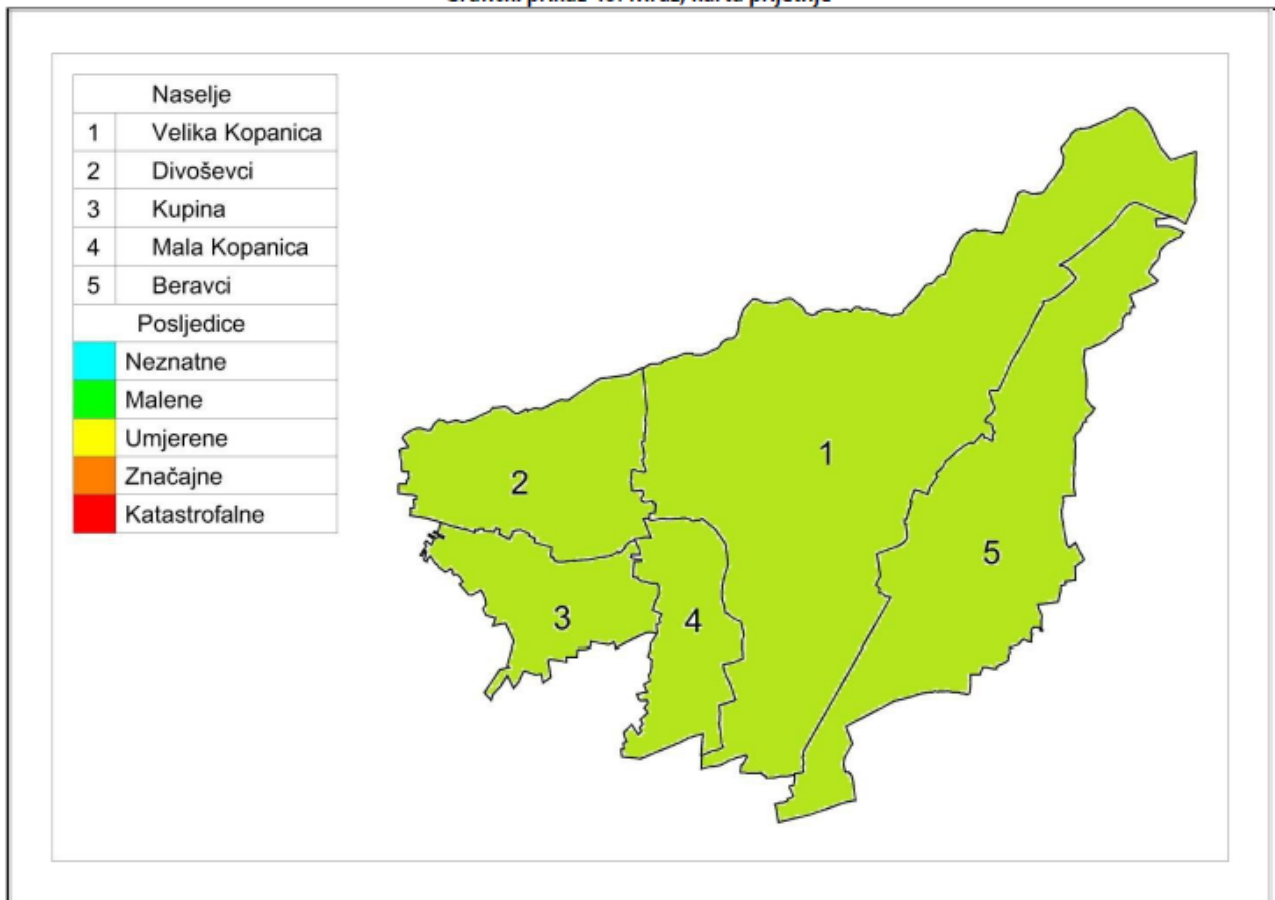 Naselje
1 Velika Kopanica
2 Divoševci
3 Kupina
4 Mala Kopanica
5 Beravci
Posljedice
Neznatne
Malene
Umjerene
Značajne
Katastrofalne
1
2
5
3
4